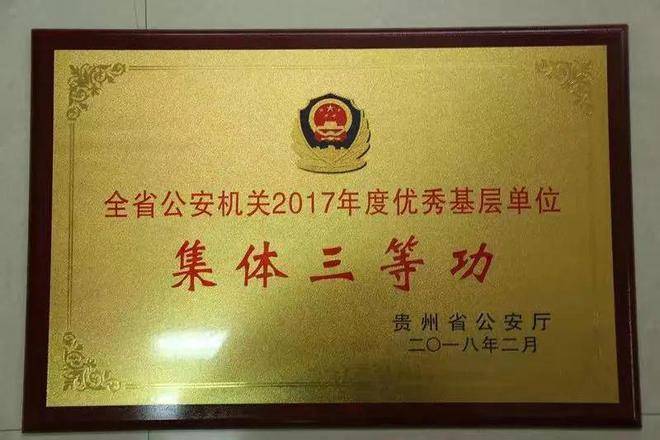 全省公安机关2017年度优秀基层单位
集体三等功
贵州省公安厅
二〇一八年二月